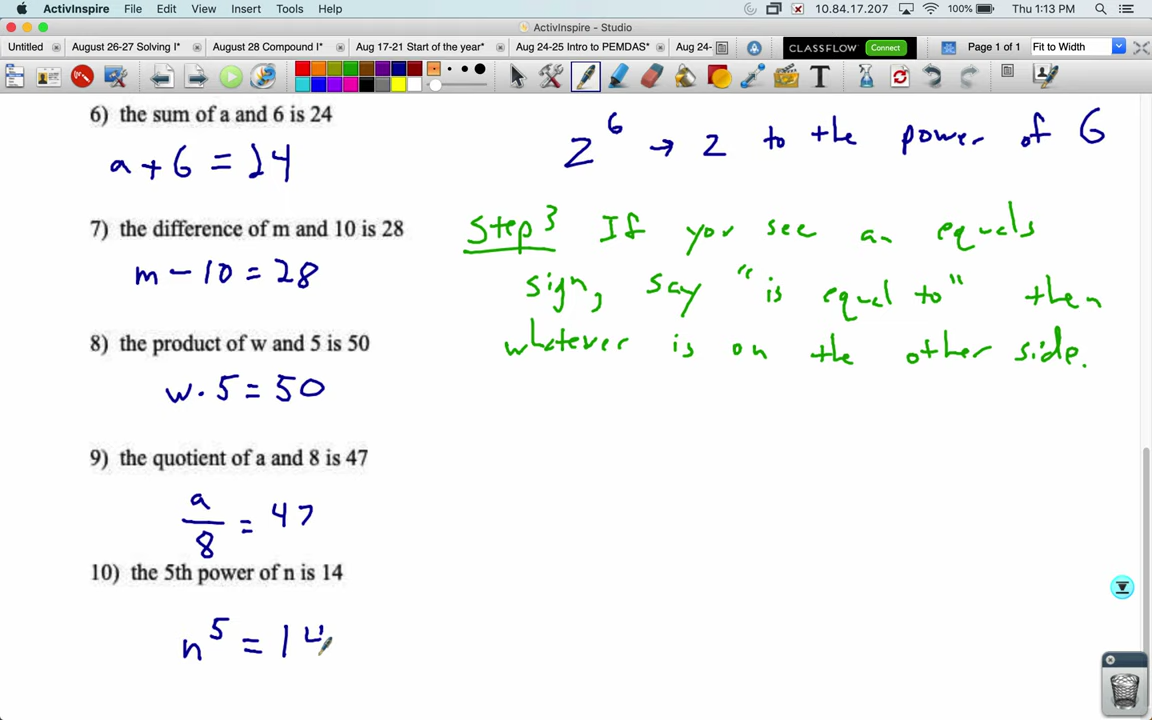 ActivInspire File Edit View Insert Tools Help 10.84.17.207 100% Thu 1:13 PM
ActivInspire - Studio
Untitled August 26-27 Solving I* August 28 Compound I* Aug 17-21 Start of the year* Aug 24-25 Intro to PEMDAS* Aug 24- CLASSFLOW Connect Page 1 of 1 Fit to Width
6) the sum of a and 6 is 24
a + 6 = 24
z⁶ → z to the power of 6
7) the difference of m and 10 is 28
m - 10 = 28
Step 3 If you see an equals
sign, say "is equal to" then
whatever is on the other side.
8) the product of w and 5 is 50
w · 5 = 50
9) the quotient of a and 8 is 47
a/8 = 47
10) the 5th power of n is 14
n⁵ = 14